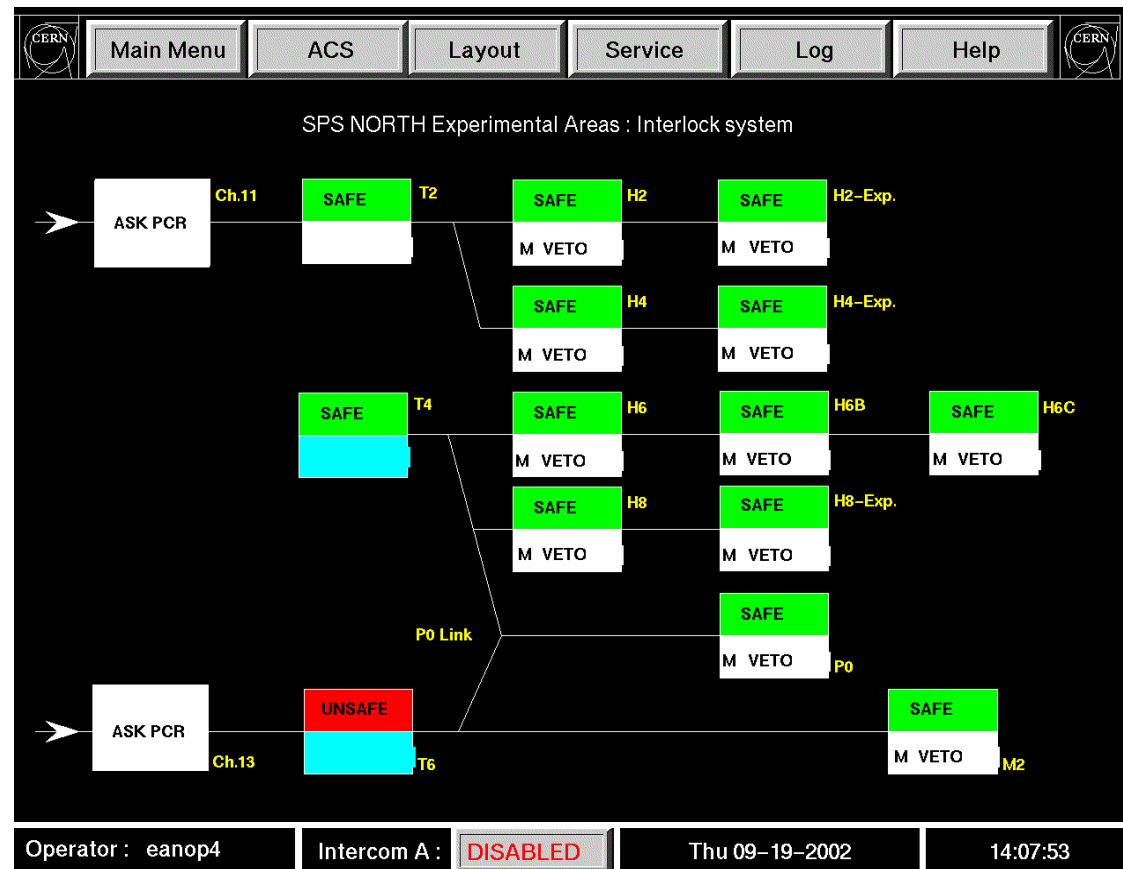 CERN Main Menu ACS Layout Service Log Help CERN
SPS NORTH Experimental Areas : Interlock system
ASK PCR
Ch.11
SAFE
T2
SAFE
M VETO
H2
SAFE
M VETO
H2-Exp.
SAFE
M VETO
H4
SAFE
M VETO
H4-Exp.
SAFE
T4
SAFE
M VETO
H6
SAFE
M VETO
H6B
SAFE
M VETO
H6C
SAFE
M VETO
H8
SAFE
M VETO
H8-Exp.
P0 Link
SAFE
M VETO
P0
ASK PCR
Ch.13
UNSAFE
T6
SAFE
M VETO
M2
Operator : eanop4
Intercom A : DISABLED
Thu 09-19-2002
14:07:53